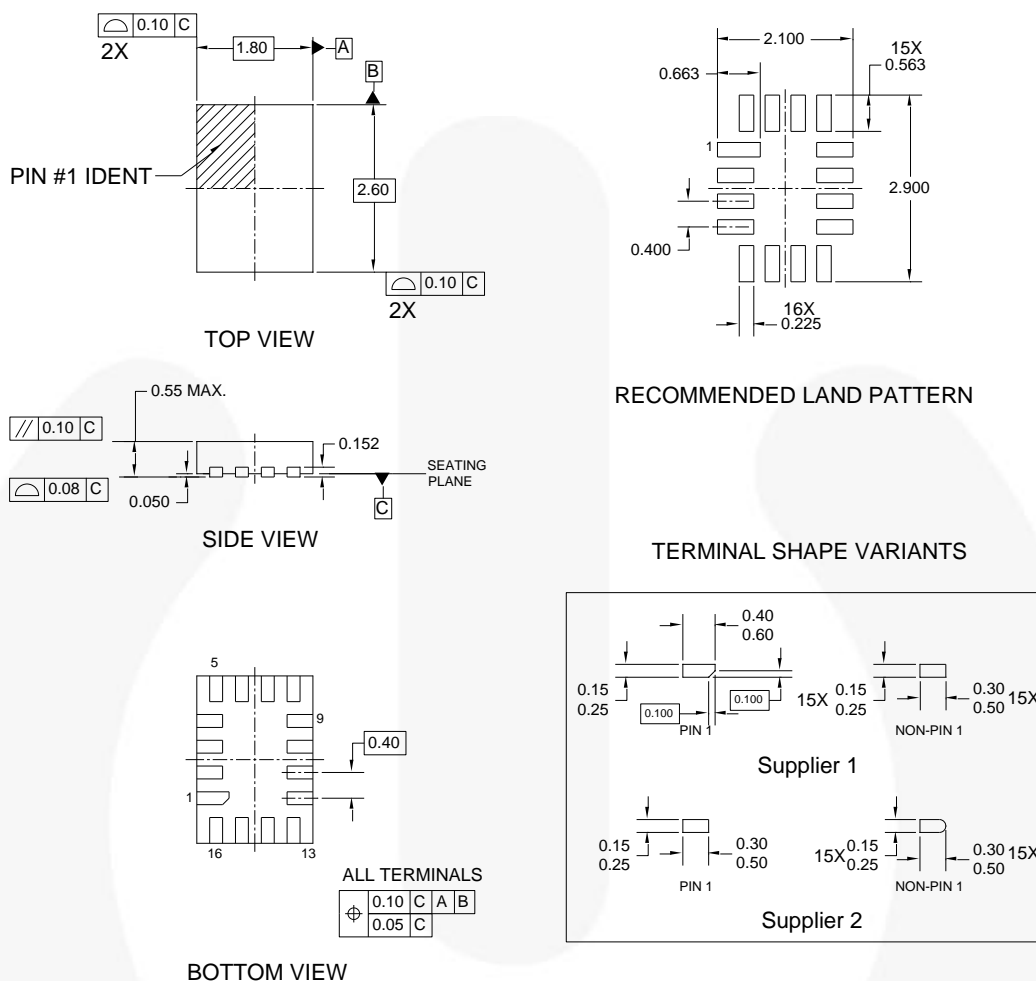 0.10 C
2X
1.80
A
B
PIN #1 IDENT
2.60
0.10 C
2X
TOP VIEW
2.100
15X
0.563
0.663
1
2.900
0.400
16X
0.225
RECOMMENDED LAND PATTERN
0.55 MAX.
// 0.10 C
0.152
SEATING
PLANE
0.08 C
0.050
C
SIDE VIEW
TERMINAL SHAPE VARIANTS
0.40
0.60
0.15
0.25
0.100
0.100
PIN 1
15X 0.15
0.25
0.30
0.50 15X
NON-PIN 1
Supplier 1
0.15
0.25
0.30
0.50
PIN 1
15X 0.15
0.25
0.30
0.50 15X
NON-PIN 1
Supplier 2
5
9
0.40
1
16
13
ALL TERMINALS
⌖ 0.10 C A B
0.05 C
BOTTOM VIEW